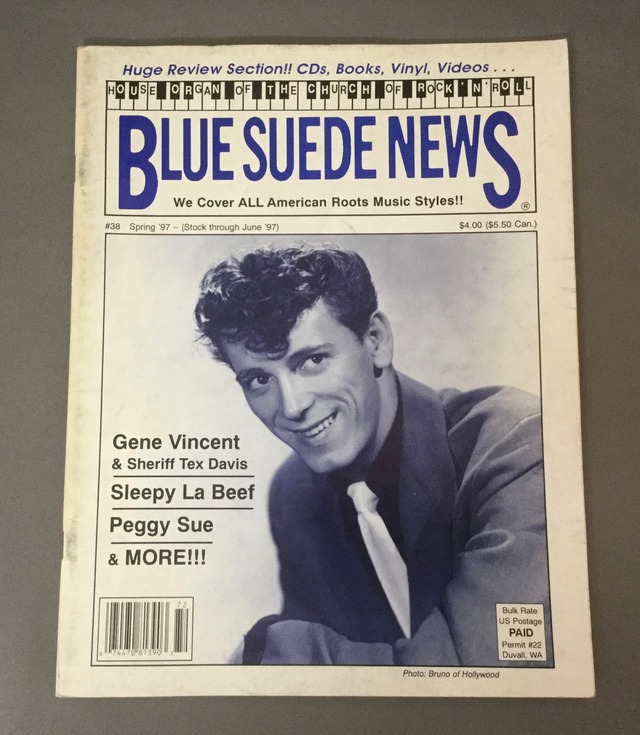 Huge Review Section!! CDs, Books, Vinyl, Videos . . .
HOUSE ORGAN OF THE CHURCH OF ROCK 'N' ROLL
BLUE SUEDE NEWS
®
We Cover ALL American Roots Music Styles!!
#38 Spring '97 – (Stock through June '97) $4.00 ($5.50 Can.)
Gene Vincent
& Sheriff Tex Davis
Sleepy La Beef
Peggy Sue
& MORE!!!
72
74470 81390
Bulk Rate
US Postage
PAID
Permit #22
Duvall, WA
Photo: Bruno of Hollywood